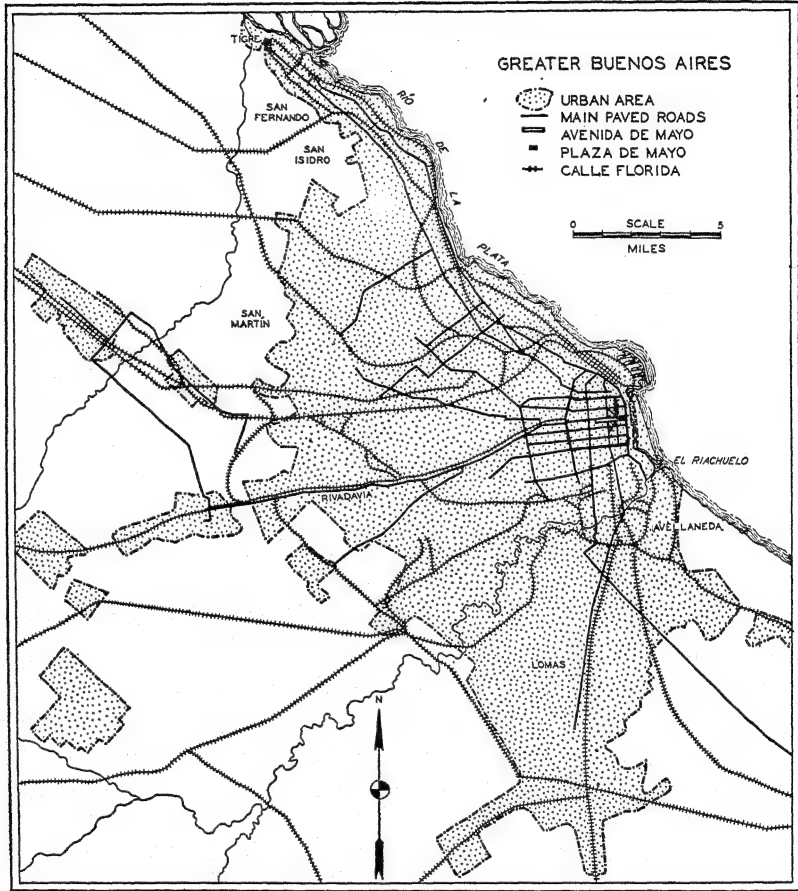 GREATER BUENOS AIRES
URBAN AREA
MAIN PAVED ROADS
AVENIDA DE MAYO
PLAZA DE MAYO
CALLE FLORIDA
0 SCALE 5
MILES
TIGRE
SAN
FERNANDO
SAN
ISIDRO
RÍO
DE
LA
PLATA
SAN
MARTÍN
EL RIACHUELO
RIVADAVIA
AVELLANEDA
LOMAS
N